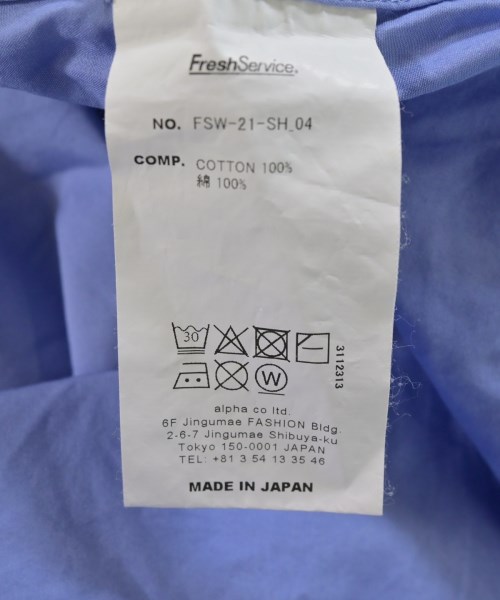 FreshService.
NO. FSW-21-SH_04
COMP. COTTON 100%
綿 100%
30
W
3112313
alpha co ltd.
6F Jingumae FASHION Bldg.
2-6-7 Jingumae Shibuya-ku
Tokyo 150-0001 JAPAN
TEL: +81 3 54 13 35 46
MADE IN JAPAN